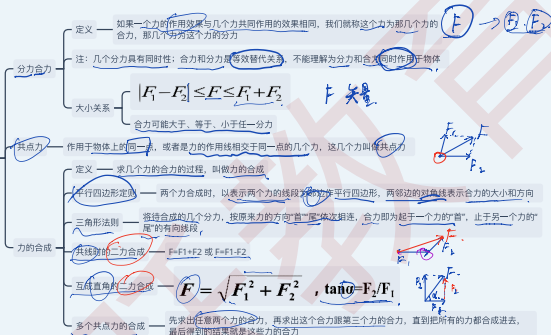 定义
如果一个力的作用效果与几个力共同作用的效果相同，我们就称这个力为那几个力的
合力，那几个力为这个力的分力
F → F₁ F₂
分力合力
注：几个分力具有同时性；合力和分力是等效替代关系，不能理解为分力和合力同时作用于物体
大小关系
|F₁－F₂|≤F≤F₁＋F₂
F 矢量
合力可能大于、等于、小于任一分力
共点力
作用于物体上的同一点，或者是力的作用线相交于同一点的几个力，这几个力叫做共点力
F₁ F
F₂
定义
求几个力的合力的过程，叫做力的合成
平行四边形定则
两个力合成时，以表示两个力的线段为邻边作平行四边形，两邻边的对角线表示合力的大小和方向
三角形法则
将待合成的几个分力，按原来力的方向“首”“尾”依次相连，合力即为起于一个力的“首”，止于另一个力的“
尾”的有向线段
力的合成
共线的二力合成
F=F1+F2 或 F=F1-F2
F₁ F₂
互成直角的二力合成
F = √F₁² + F₂² ，tanθ=F₂/F₁
F₂ F F₂
F₁
多个共点力的合成
先求出任意两个力的合力，再求出这个合力跟第三个力的合力，直到把所有的力都合成进去，
最后得到的结果就是这些力的合力